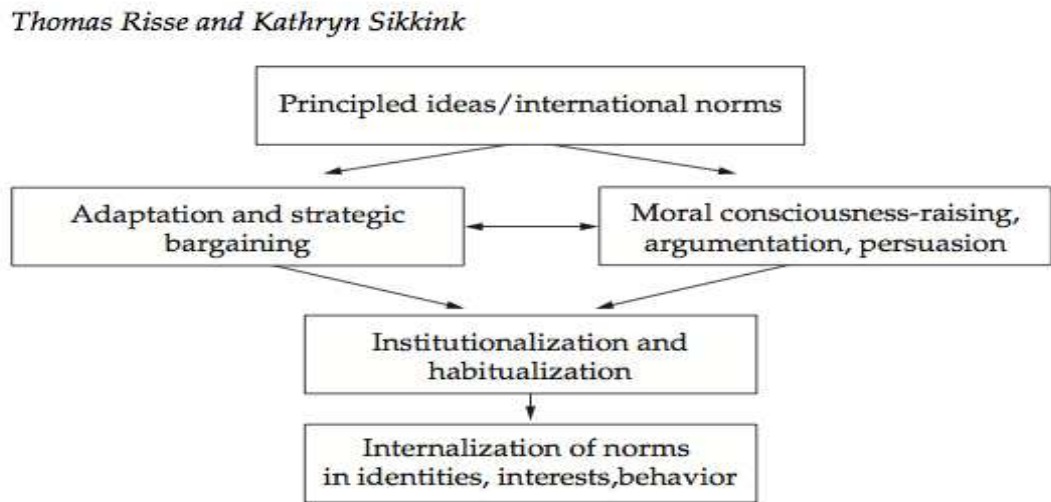 Thomas Risse and Kathryn Sikkink
Principled ideas/international norms
Adaptation and strategic
bargaining
Moral consciousness-raising,
argumentation, persuasion
Institutionalization and
habitualization
Internalization of norms
in identities, interests,behavior